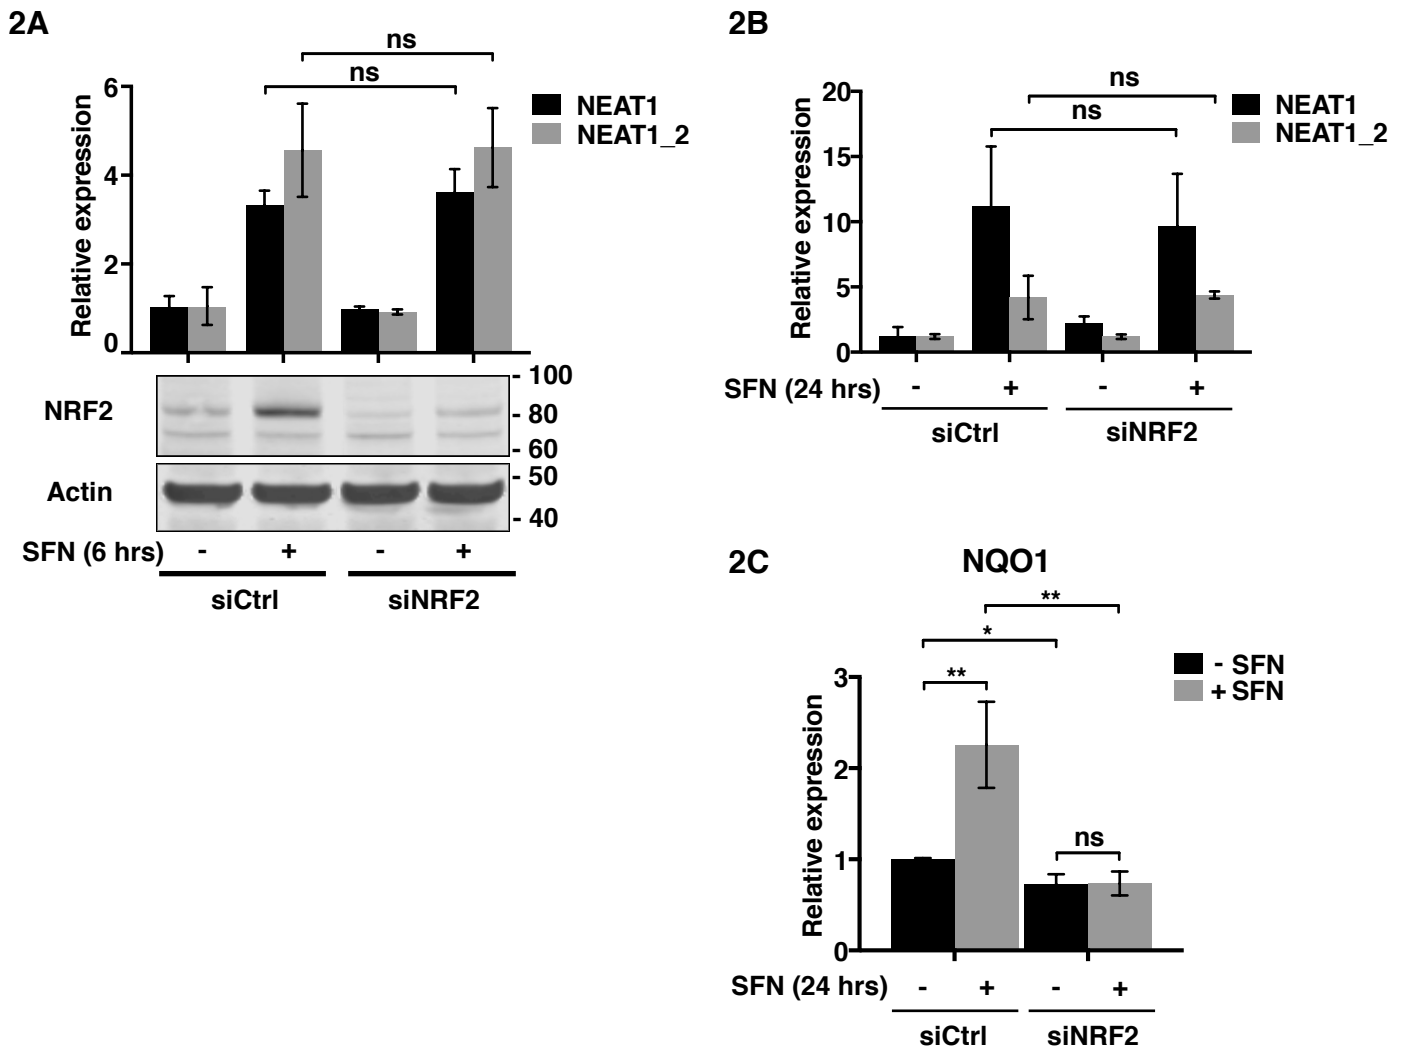 2A
ns
ns
6
4
2
0
Relative expression
NEAT1
NEAT1_2
NRF2
- 100
- 80
- 60
Actin
- 50
- 40
SFN (6 hrs) - + - +
siCtrl siNRF2
2B
ns
ns
20
15
10
5
0
Relative expression
NEAT1
NEAT1_2
SFN (24 hrs) - + - +
siCtrl siNRF2
2C
NQO1
**
*
**
ns
3
2
1
0
Relative expression
- SFN
+ SFN
SFN (24 hrs) - + - +
siCtrl siNRF2